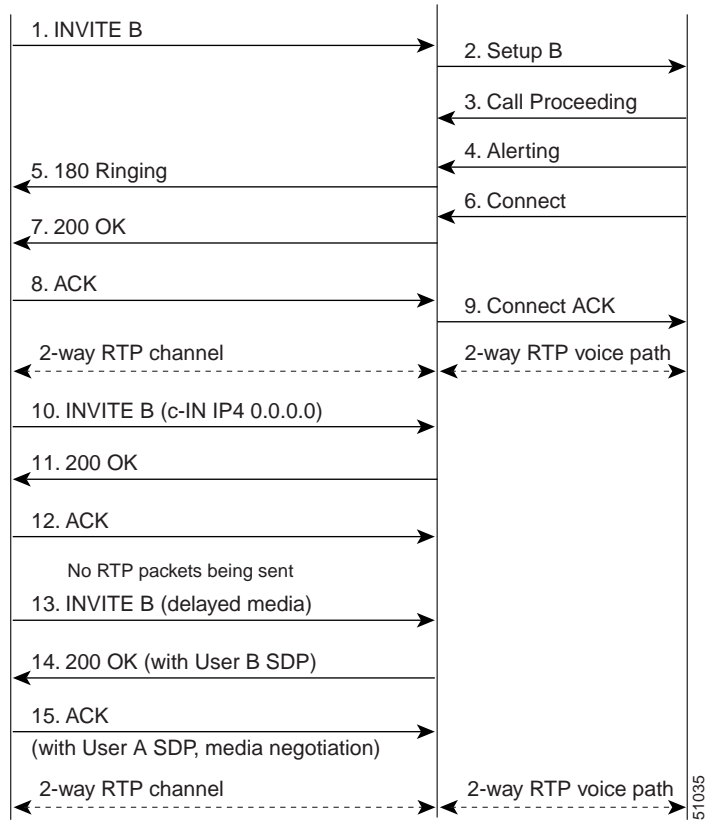 1. INVITE B
2. Setup B
3. Call Proceeding
4. Alerting
5. 180 Ringing
6. Connect
7. 200 OK
8. ACK
9. Connect ACK
2-way RTP channel
2-way RTP voice path
10. INVITE B (c-IN IP4 0.0.0.0)
11. 200 OK
12. ACK
No RTP packets being sent
13. INVITE B (delayed media)
14. 200 OK (with User B SDP)
15. ACK
(with User A SDP, media negotiation)
2-way RTP channel
2-way RTP voice path
51035